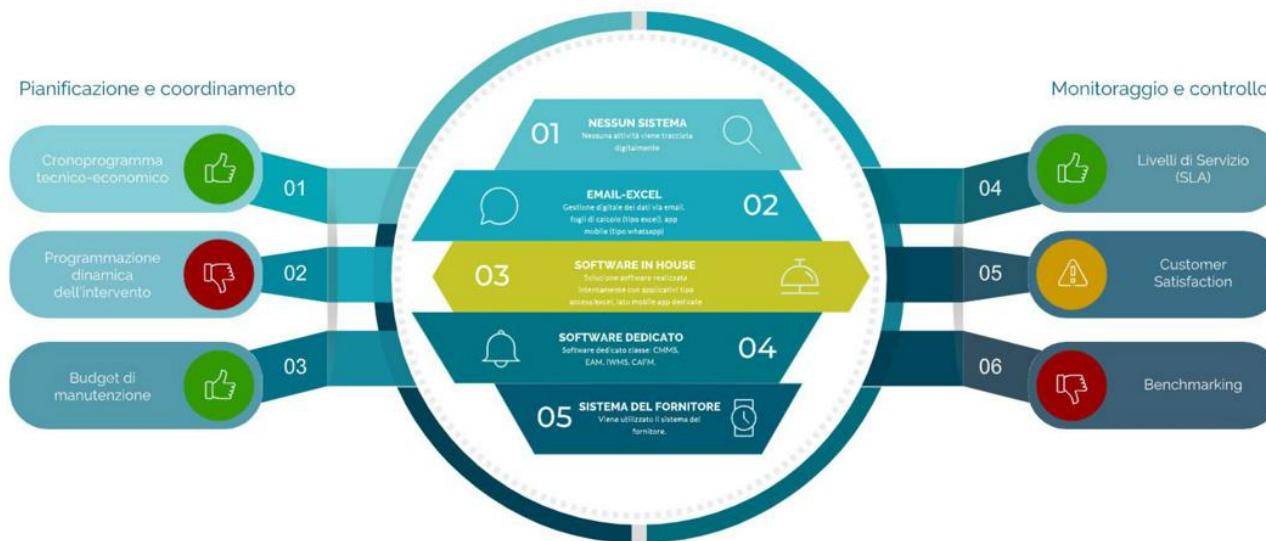 Pianificazione e coordinamento
Cronoprogramma
tecnico-economico
01
Programmazione
dinamica
dell'intervento
02
Budget di
manutenzione
03
01
NESSUN SISTEMA
Nessuna attività viene tracciata
digitalmente
EMAIL-EXCEL
Gestione digitale dei dati via email,
fogli di calcolo (tipo excel), app
mobile (tipo whatsapp)
02
03
SOFTWARE IN HOUSE
Soluzione software realizzata
internamente con applicativi tipo
access/excel, lato mobile app dedicate
SOFTWARE DEDICATO
Software dedicato classe: CMMS,
EAM, IWMS, CAFM.
04
05
SISTEMA DEL FORNITORE
Viene utilizzato il sistema del
fornitore.
Monitoraggio e controllo
04
Livelli di Servizio
(SLA)
05
Customer
Satisfaction
06
Benchmarking